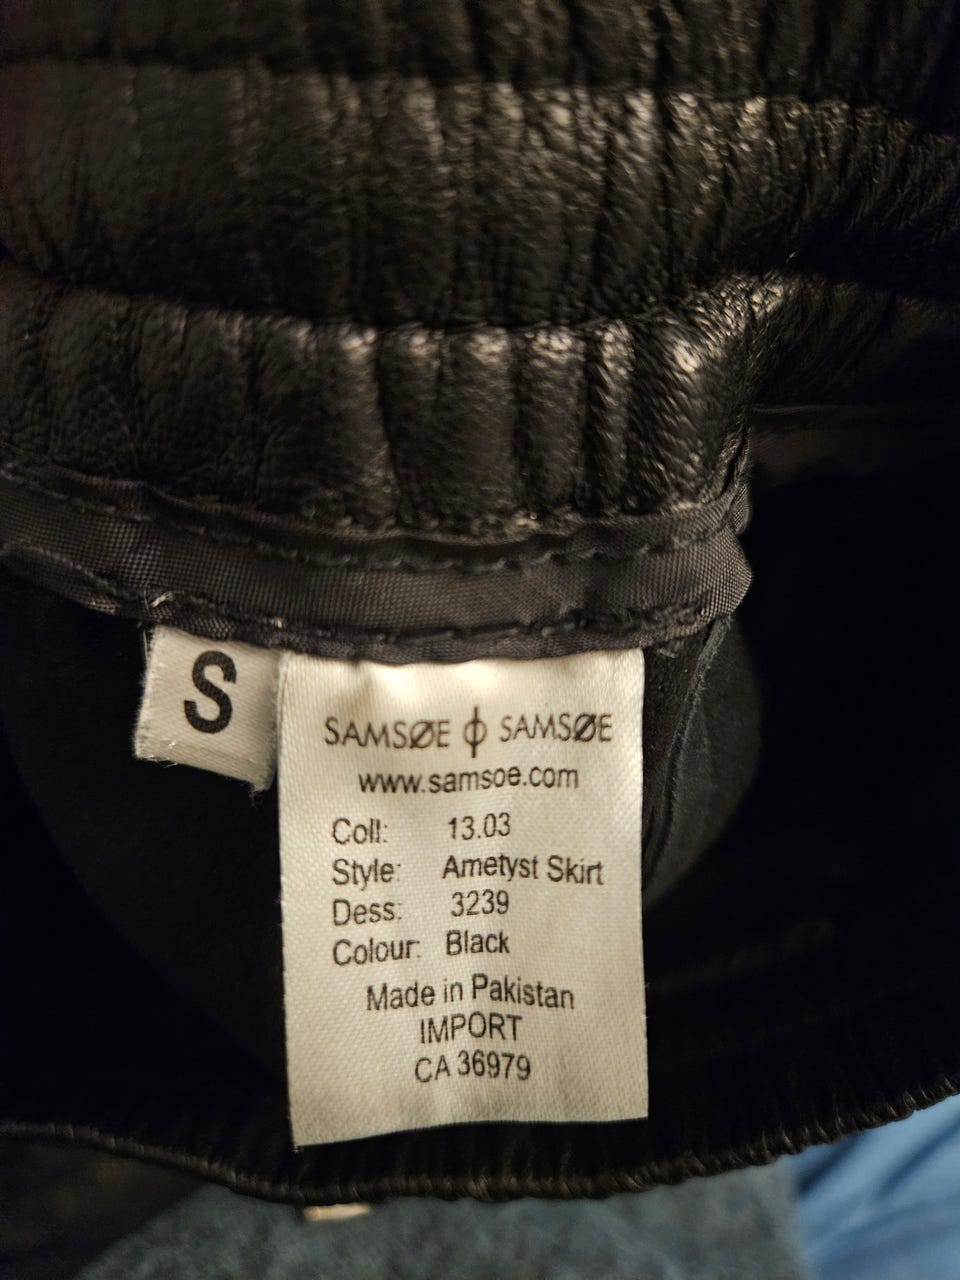 S
SAMSØE ϕ SAMSØE
www.samsoe.com
Coll: 13.03
Style: Ametyst Skirt
Dess: 3239
Colour: Black
Made in Pakistan
IMPORT
CA 36979